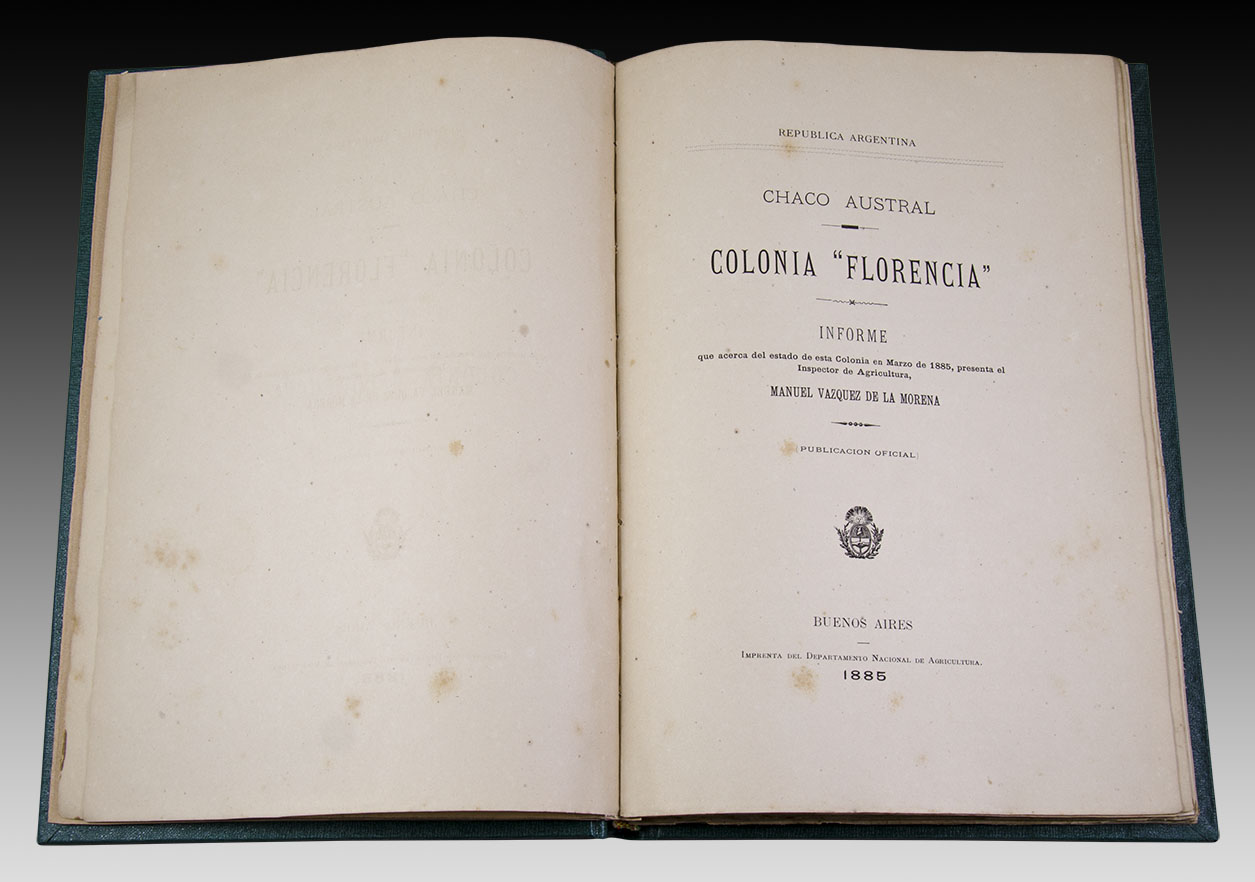 REPUBLICA ARGENTINA
CHACO AUSTRAL
COLONIA “FLORENCIA”
INFORME
que acerca del estado de esta Colonia en Marzo de 1885, presenta el
Inspector de Agricultura,
MANUEL VAZQUEZ DE LA MORENA
[PUBLICACION OFICIAL]
BUENOS AIRES
IMPRENTA DEL DEPARTAMENTO NACIONAL DE AGRICULTURA.
1885